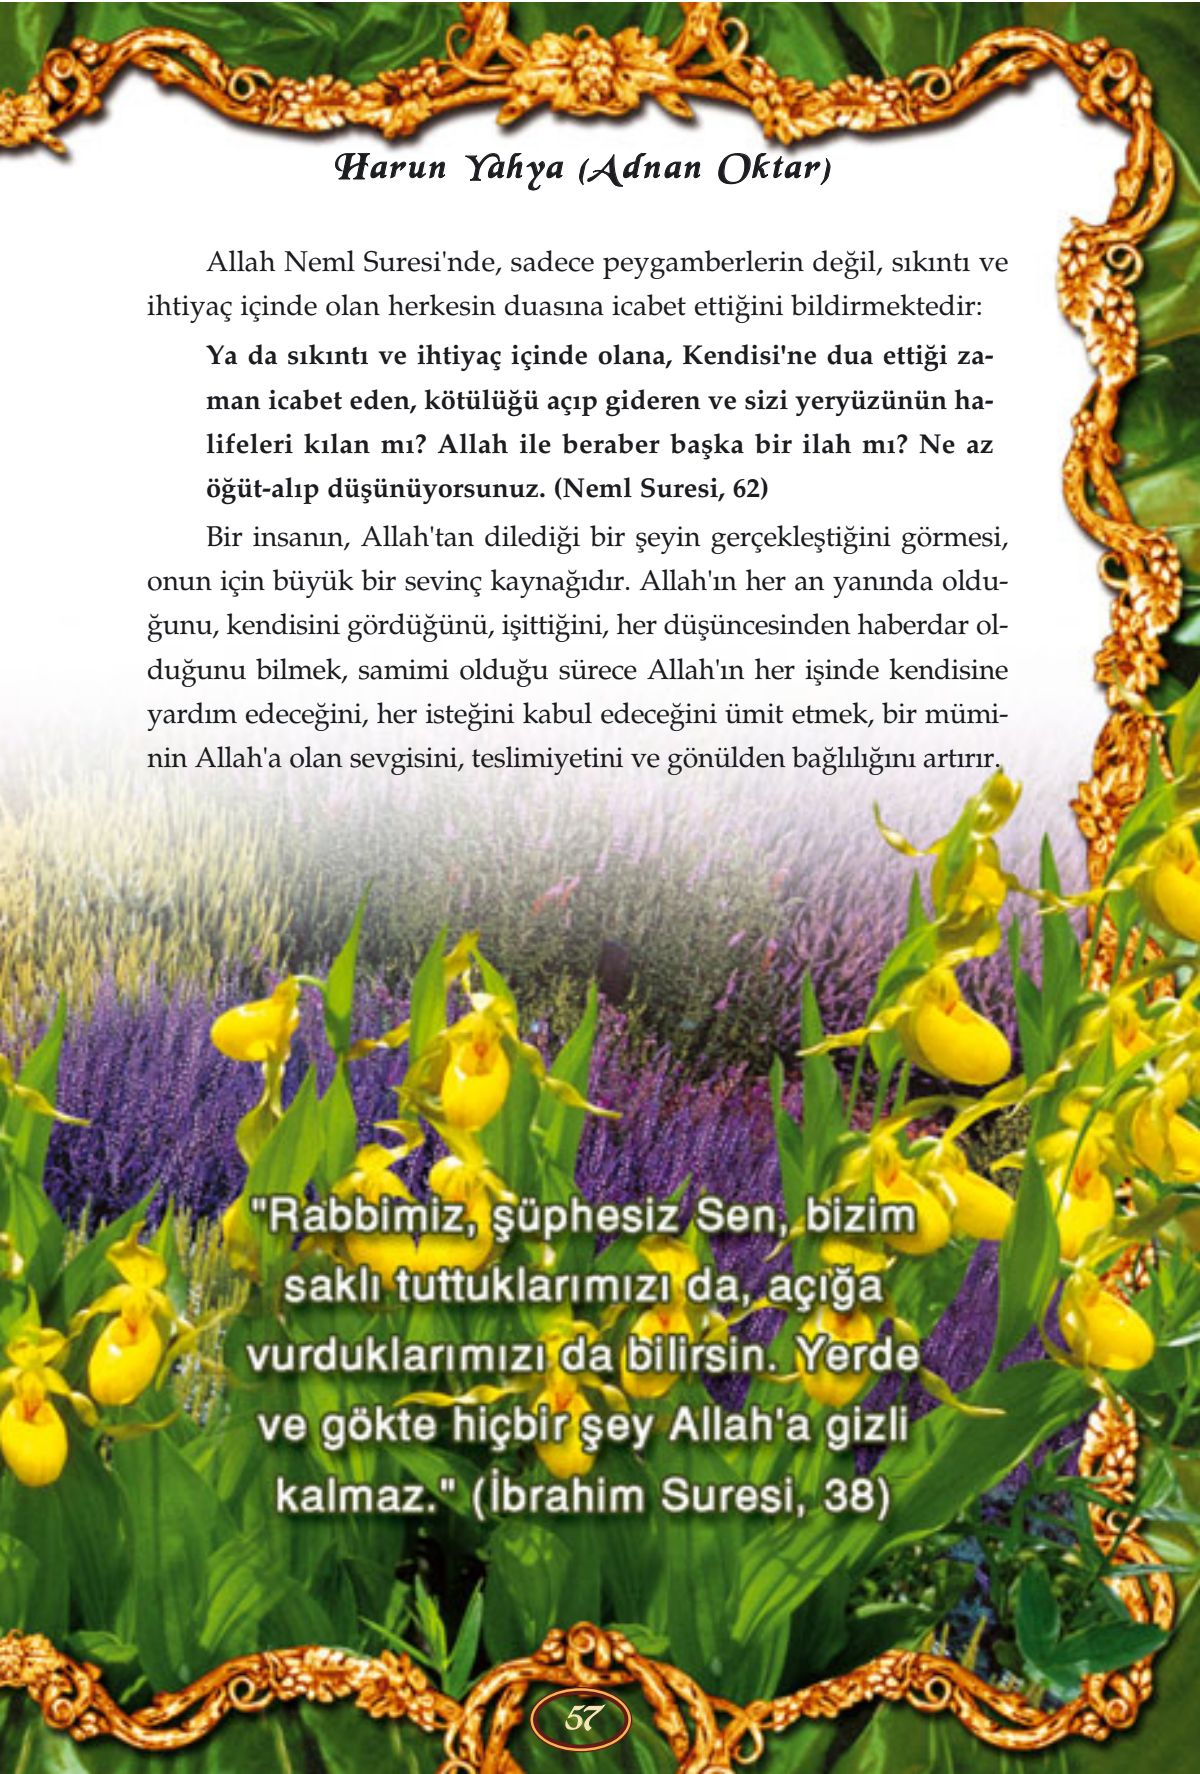 Harun Yahya (Adnan Oktar)
Allah Neml Suresi'nde, sadece peygamberlerin değil, sıkıntı ve
ihtiyaç içinde olan herkesin duasına icabet ettiğini bildirmektedir:
Ya da sıkıntı ve ihtiyaç içinde olana, Kendisi'ne dua ettiği za-
man icabet eden, kötülüğü açıp gideren ve sizi yeryüzünün ha-
lifeleri kılan mı? Allah ile beraber başka bir ilah mı? Ne az
öğüt-alıp düşünüyorsunuz. (Neml Suresi, 62)
Bir insanın, Allah'tan dilediği bir şeyin gerçekleştiğini görmesi,
onun için büyük bir sevinç kaynağıdır. Allah'ın her an yanında oldu-
ğunu, kendisini gördüğünü, işittiğini, her düşüncesinden haberdar ol-
duğunu bilmek, samimi olduğu sürece Allah'ın her işinde kendisine
yardım edeceğini, her isteğini kabul edeceğini ümit etmek, bir mümi-
nin Allah'a olan sevgisini, teslimiyetini ve gönülden bağlılığını artırır.
"Rabbimiz, şüphesiz Sen, bizim
saklı tuttuklarımızı da, açığa
vurduklarımızı da bilirsin. Yerde
ve gökte hiçbir şey Allah'a gizli
kalmaz." (İbrahim Suresi, 38)
57